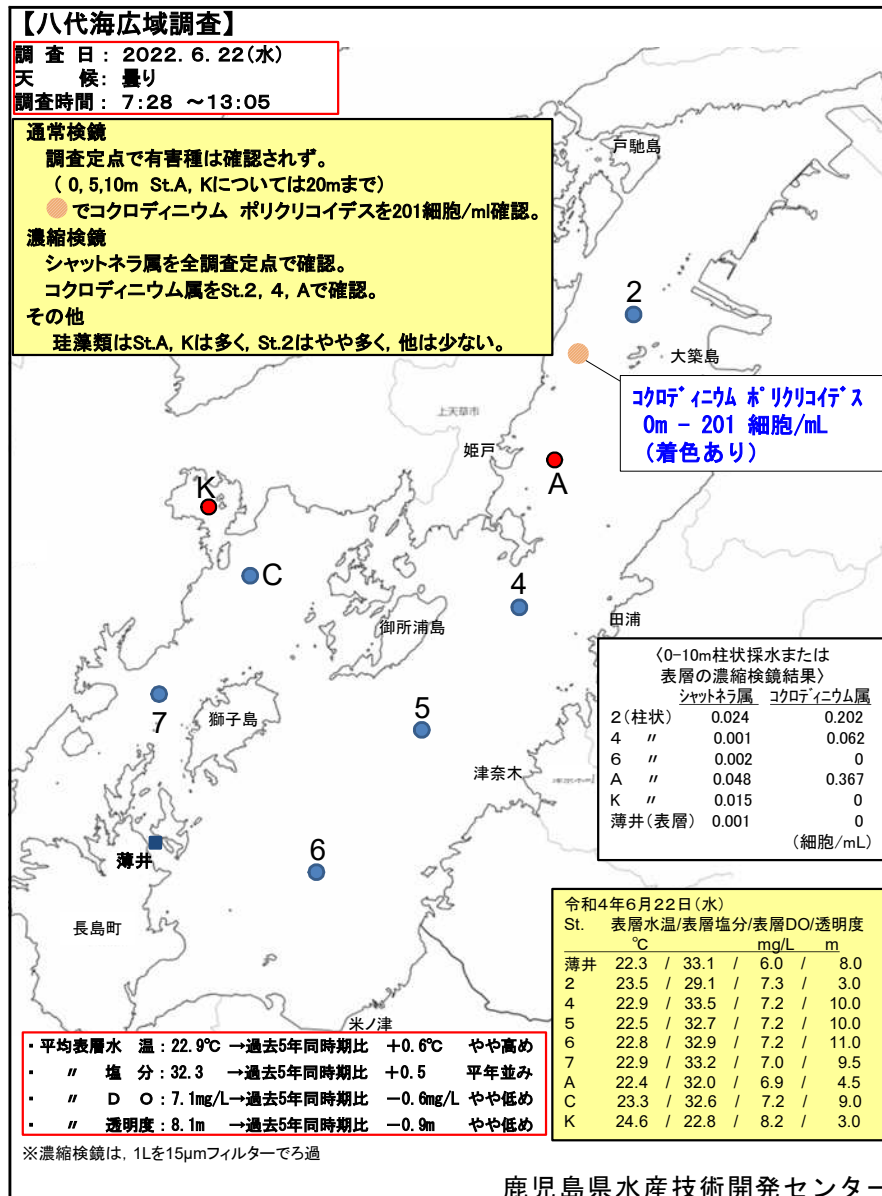 【八代海広域調査】
調 査 日： 2022. 6. 22(水)
天 候： 曇り
調査時間： 7:28 ～13:05
通常検鏡
調査定点で有害種は確認されず。
( 0, 5,10m St.A, Kについては20mまで)
でコクロディニウム ポリクリコイデスを201細胞/ml確認。
濃縮検鏡
シャットネラ属を全調査定点で確認。
コクロディニウム属をSt.2, 4, Aで確認。
その他
珪藻類はSt.A, Kは多く, St.2はやや多く, 他は少ない。
戸馳島
2
大築島
コクロディニウム ポリクリコイデス
0m － 201 細胞/mL
(着色あり)
上天草市
姫戸
A
K
C
4
御所浦島
田浦
7
獅子島
5
津奈木
〈0-10m柱状採水または
表層の濃縮検鏡結果〉
シャットネラ属 コクロディニウム属
2(柱状) 0.024 0.202
4 〃 0.001 0.062
6 〃 0.002 0
A 〃 0.048 0.367
K 〃 0.015 0
薄井(表層) 0.001 0
(細胞/mL)
薄井
6
長島町
米ノ津
令和4年6月22日(水)
St. 表層水温/表層塩分/表層DO/透明度
℃ mg/L m
薄井 22.3 / 33.1 / 6.0 / 8.0
2 23.5 / 29.1 / 7.3 / 3.0
4 22.9 / 33.5 / 7.2 / 10.0
5 22.5 / 32.7 / 7.2 / 10.0
6 22.8 / 32.9 / 7.2 / 11.0
7 22.9 / 33.2 / 7.0 / 9.5
A 22.4 / 32.0 / 6.9 / 4.5
C 23.3 / 32.6 / 7.2 / 9.0
K 24.6 / 22.8 / 8.2 / 3.0
・平均表層水 温：22.9℃ →過去5年同時期比 +0.6℃ やや高め
・ 〃 塩 分：32.3 →過去5年同時期比 +0.5 平年並み
・ 〃 D O：7.1mg/L→過去5年同時期比 －0.6mg/L やや低め
・ 〃 透明度：8.1m →過去5年同時期比 －0.9m やや低め
※濃縮検鏡は, 1Lを15μmフィルターでろ過
鹿児島県水産技術開発センター